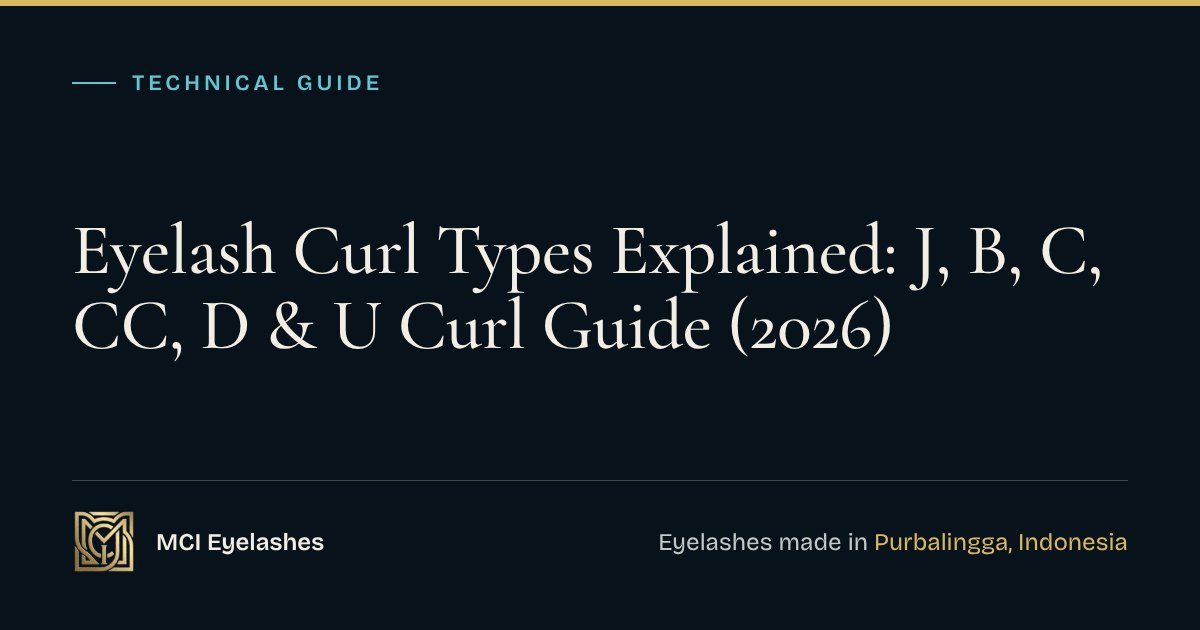 TECHNICAL GUIDE
Eyelash Curl Types Explained: J, B, C,
CC, D & U Curl Guide (2026)
MCI Eyelashes
Eyelashes made in Purbalingga, Indonesia